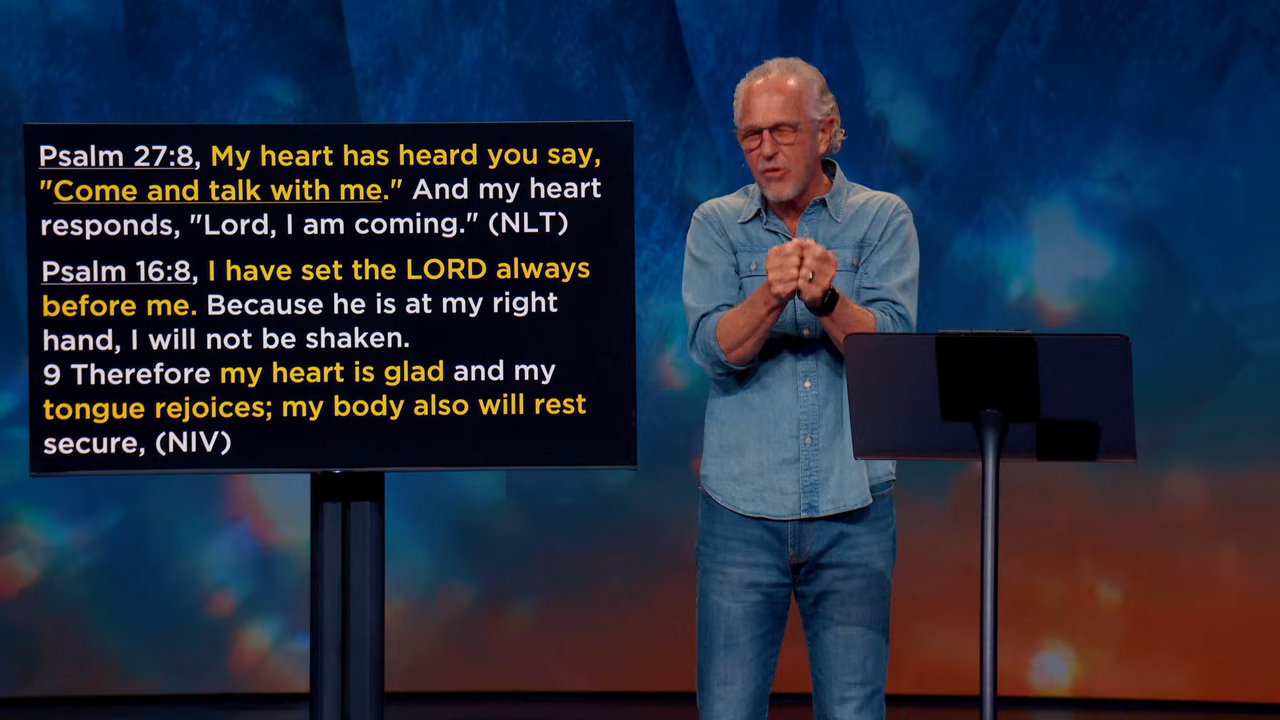 Psalm 27:8, My heart has heard you say,
"Come and talk with me." And my heart
responds, "Lord, I am coming." (NLT)
Psalm 16:8, I have set the LORD always
before me. Because he is at my right
hand, I will not be shaken.
9 Therefore my heart is glad and my
tongue rejoices; my body also will rest
secure, (NIV)